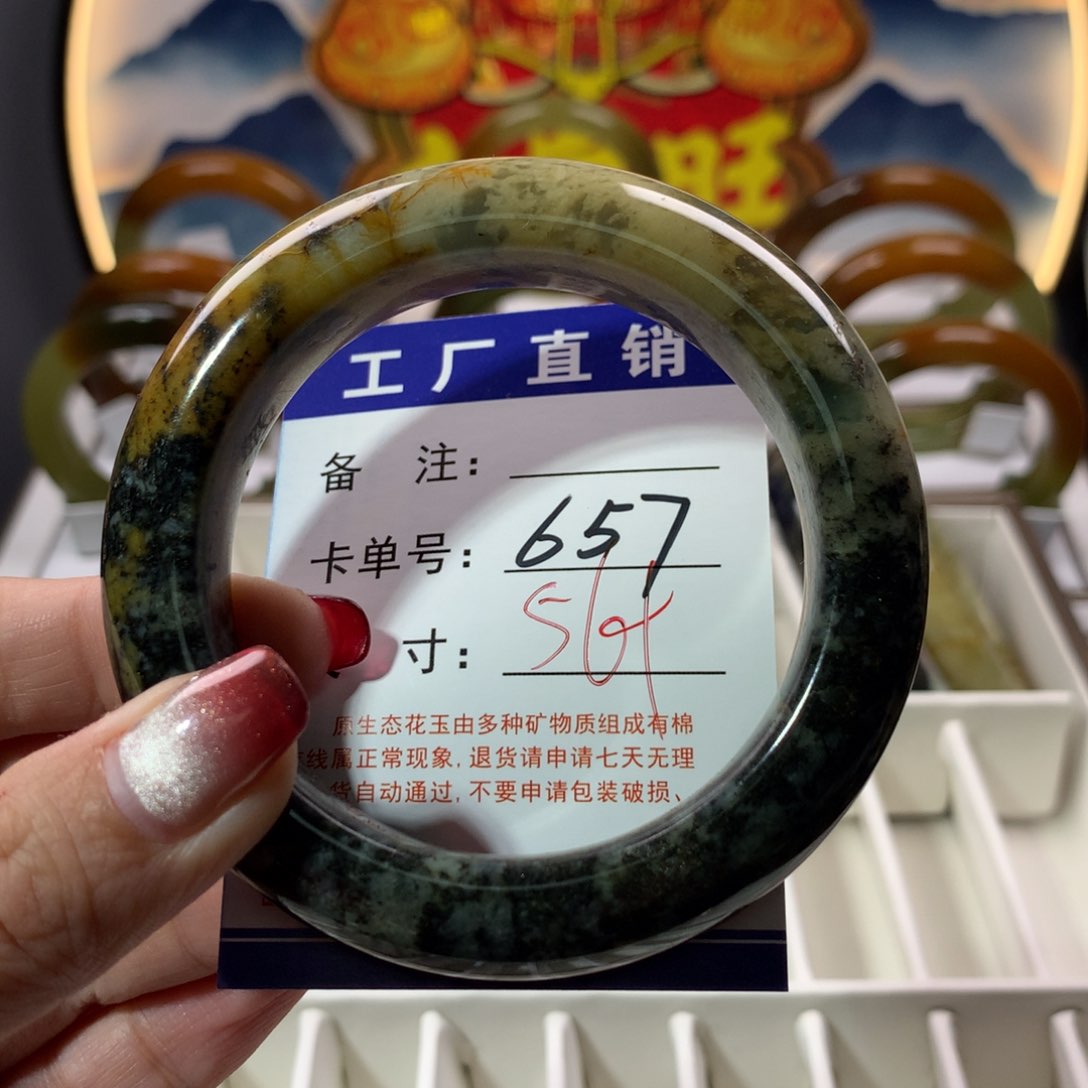 旺
工厂直销
备 注:
卡单号: 657
寸: 56
原生态花玉由多种矿物质组成有棉
线属正常现象,退货请申请七天无理
货自动通过,不要申请包装破损、